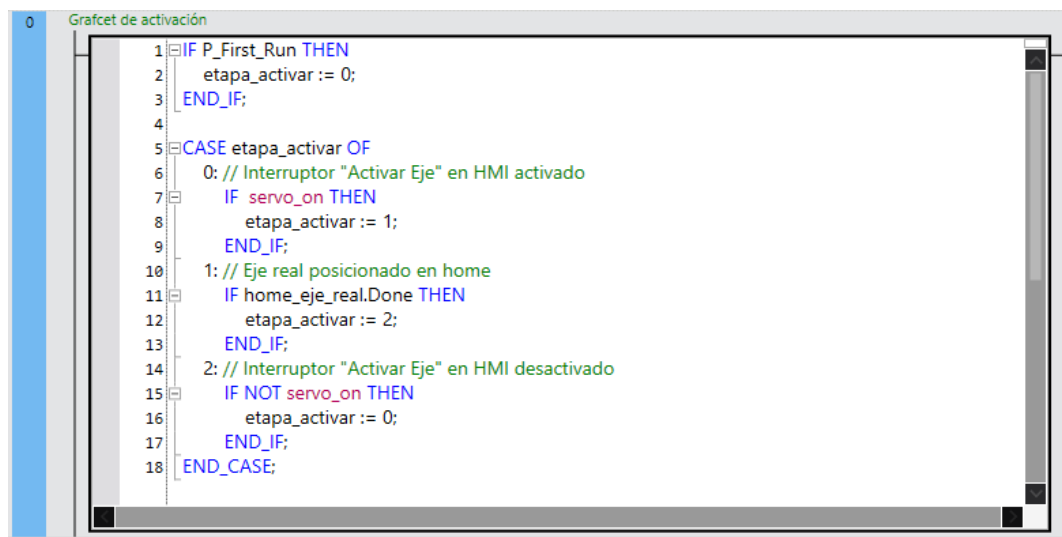 0 Grafcet de activación
1 IF P_First_Run THEN
2 etapa_activar := 0;
3 END_IF;
4
5 CASE etapa_activar OF
6 0: // Interruptor "Activar Eje" en HMI activado
7 IF servo_on THEN
8 etapa_activar := 1;
9 END_IF;
10 1: // Eje real posicionado en home
11 IF home_eje_real.Done THEN
12 etapa_activar := 2;
13 END_IF;
14 2: // Interruptor "Activar Eje" en HMI desactivado
15 IF NOT servo_on THEN
16 etapa_activar := 0;
17 END_IF;
18 END_CASE;